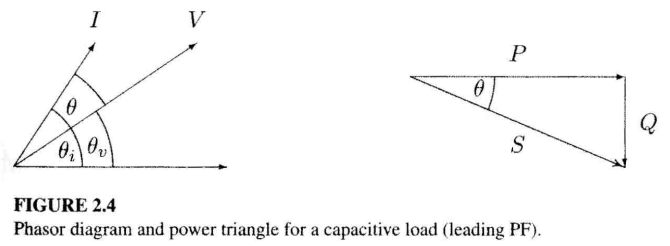 I
V
θ
θi
θv
P
θ
S
Q
FIGURE 2.4
Phasor diagram and power triangle for a capacitive load (leading PF).